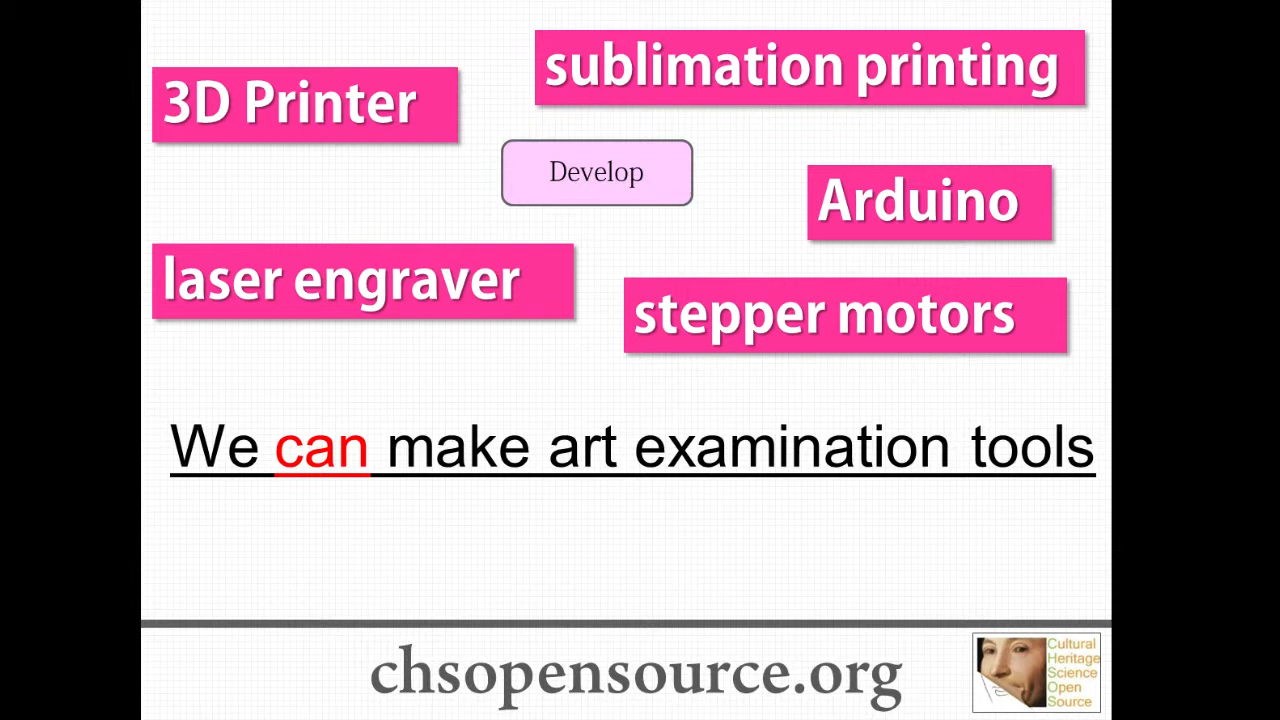 sublimation printing
3D Printer
Develop
Arduino
laser engraver
stepper motors
We can make art examination tools
chsopensource.org
Cultural
Heritage
Science
Open
Source